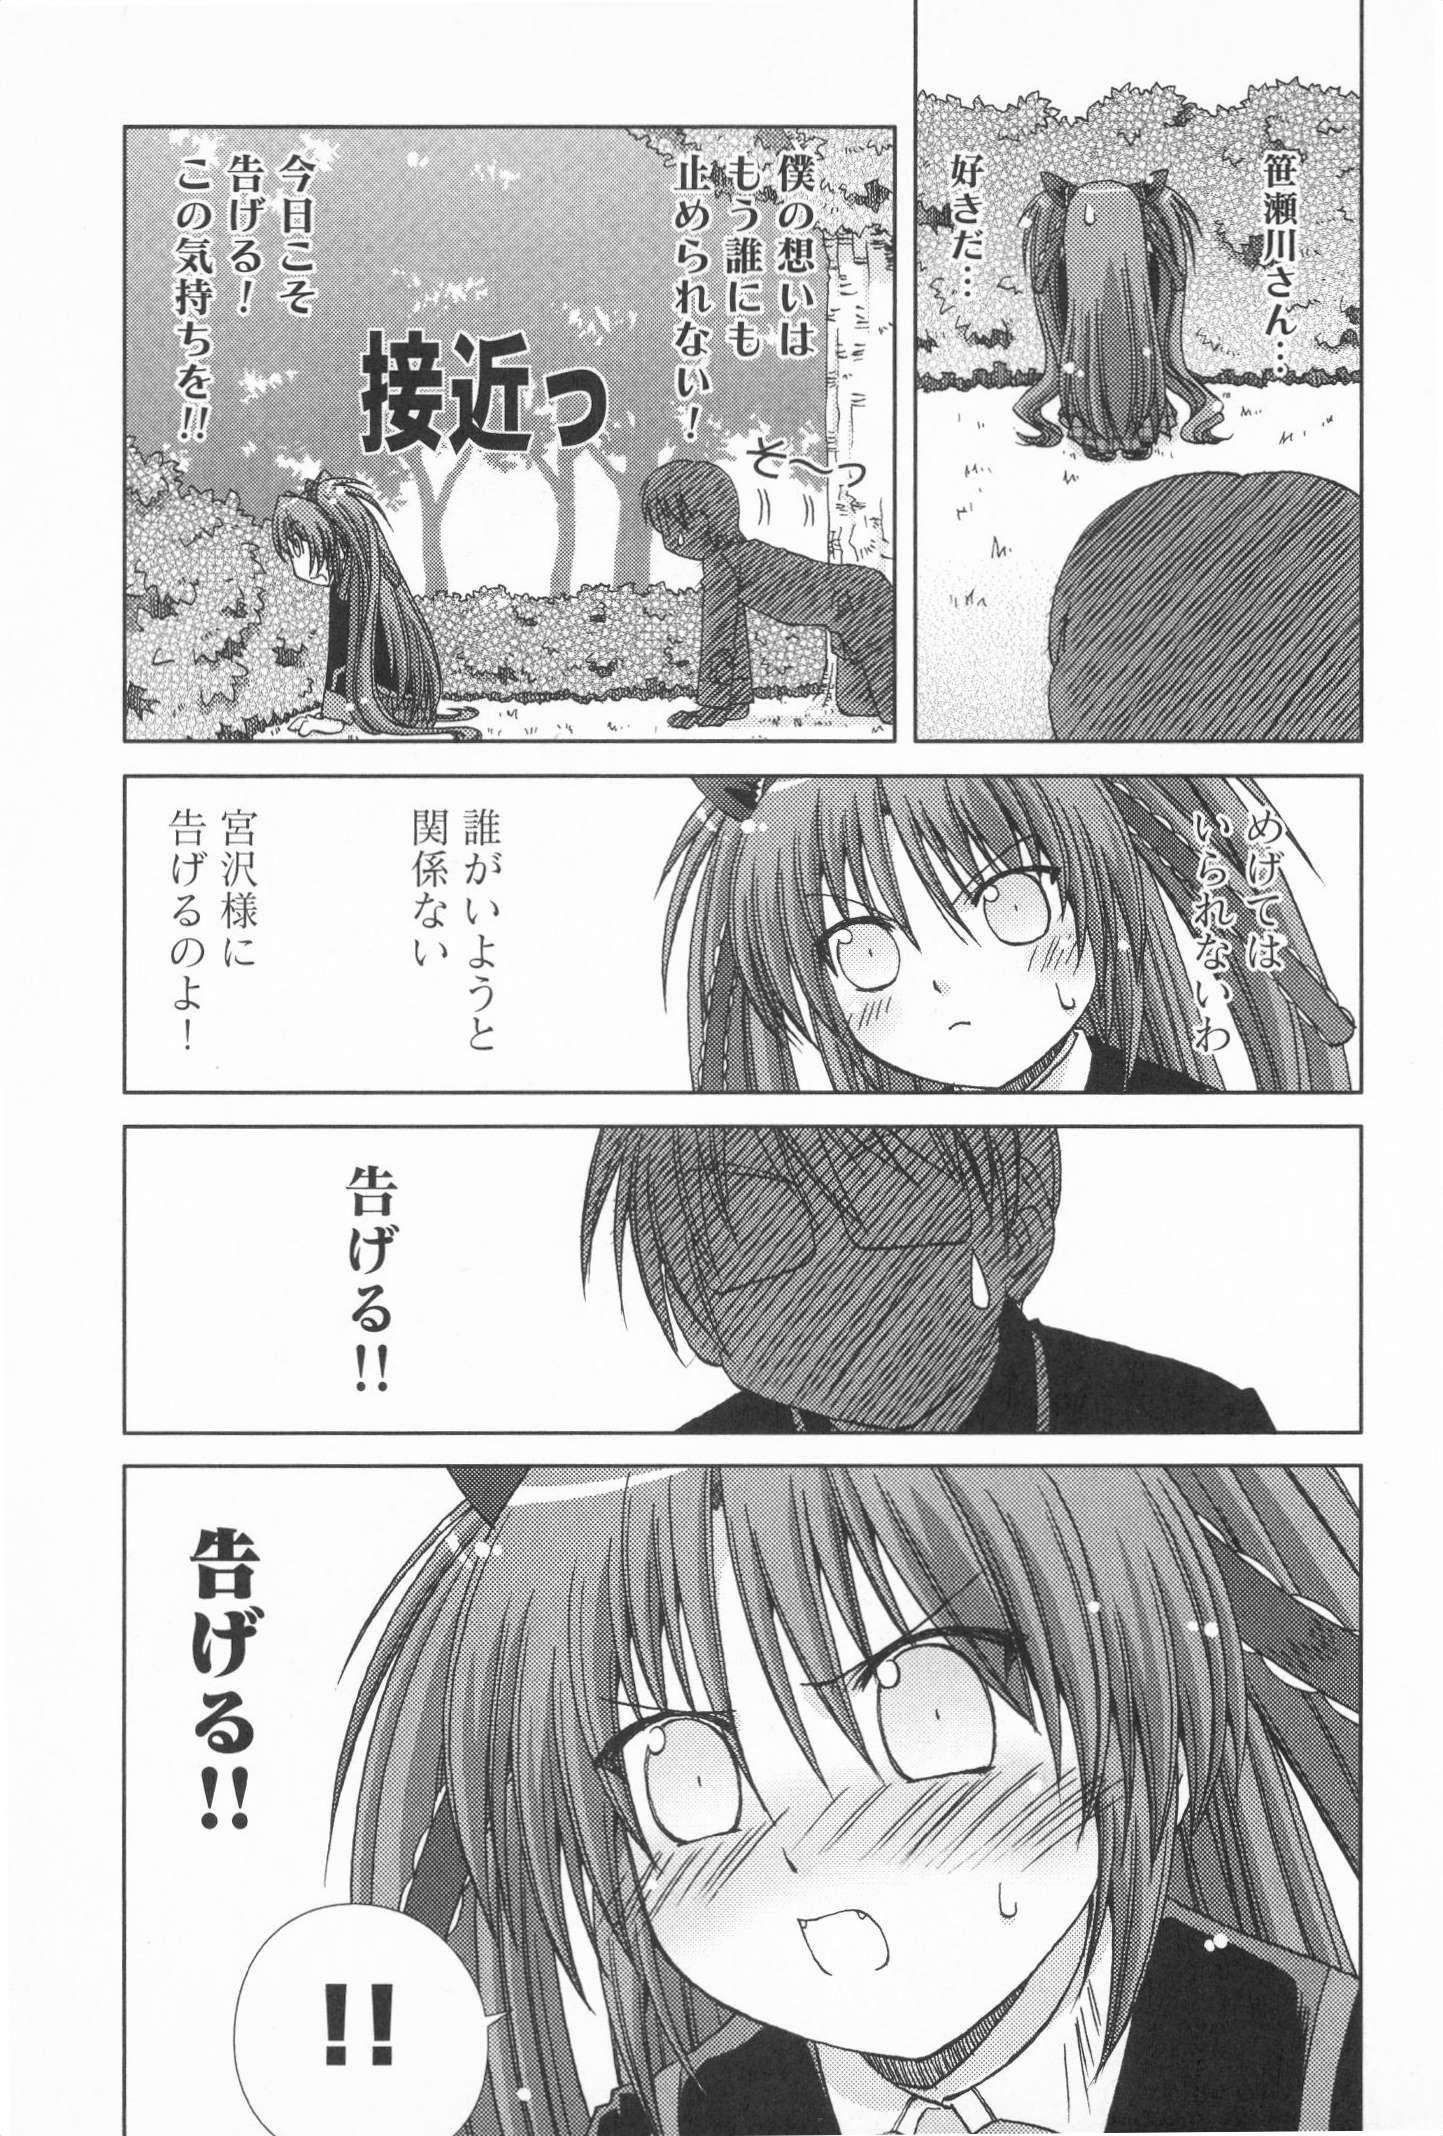 笹瀬川さん…
好きだ…
僕の想いは
もう誰にも
止められない！
そ〜っ
接近っ
今日こそ
告げる！
この気持ちを!!
めげては
いられないわ
誰がいようと
関係ない
宮沢様に
告げるのよ！
告げる!!
告げる!!
!!